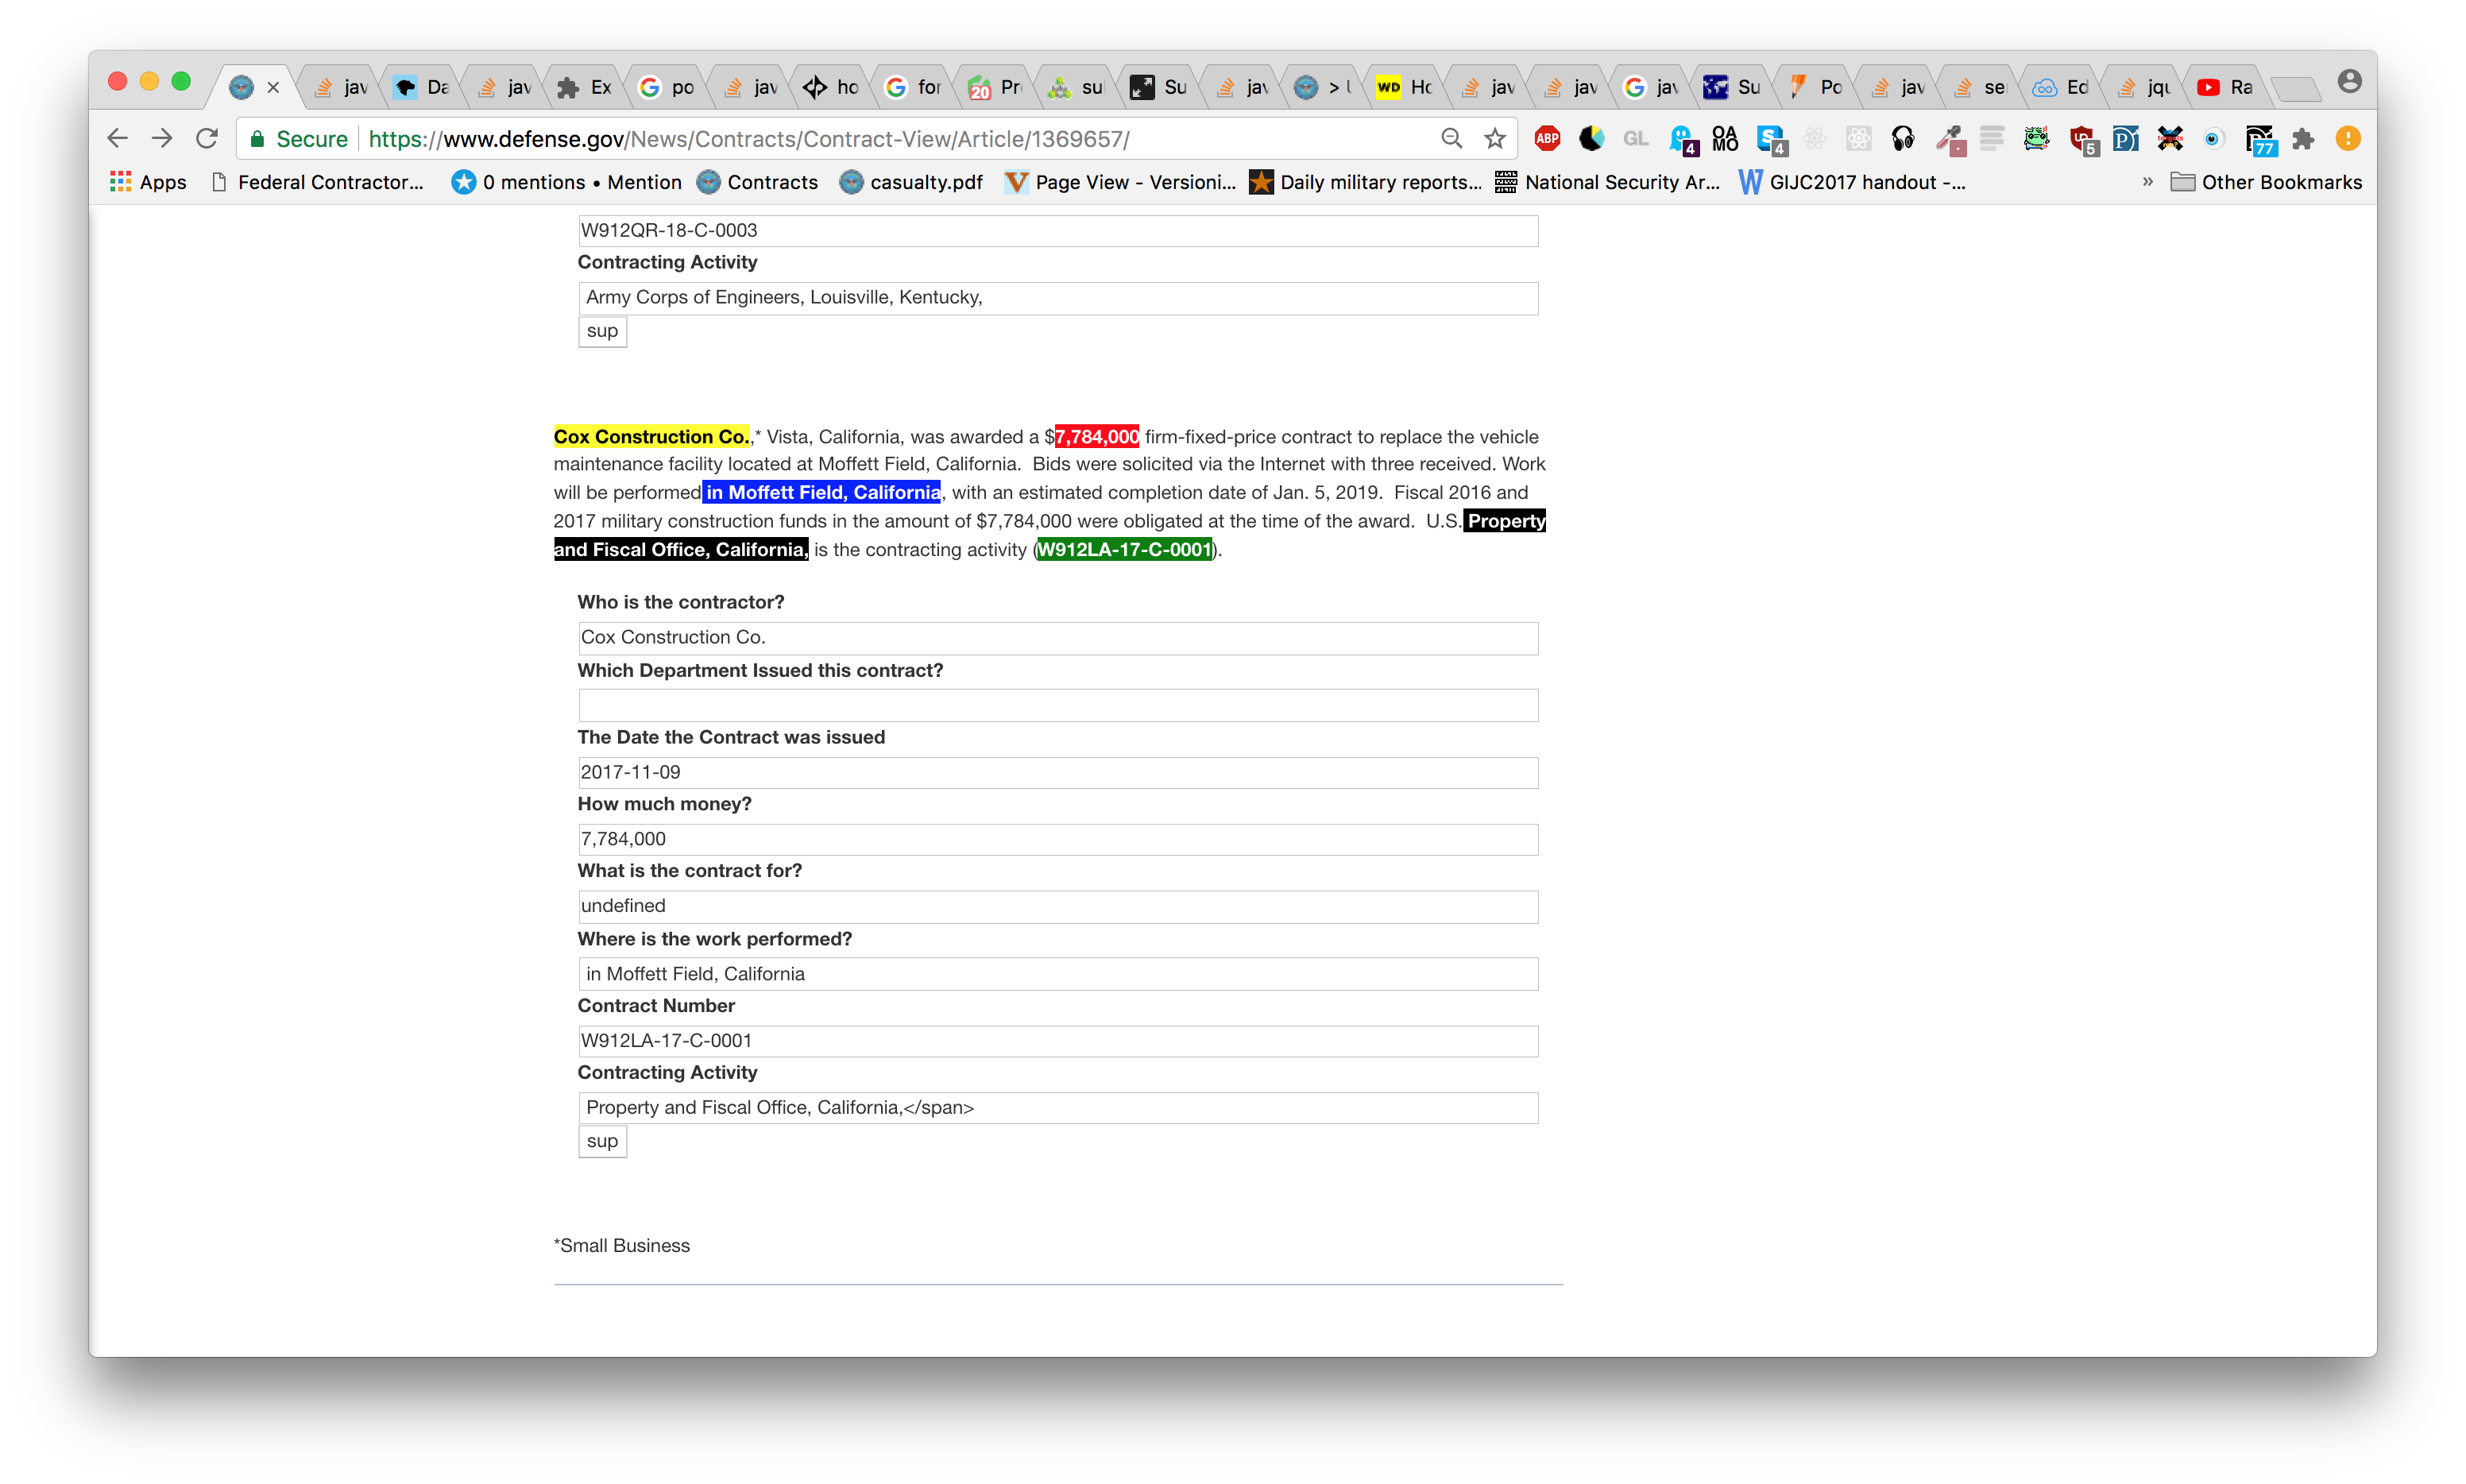 jav
Da
jav
Ex
po
jav
ho
for
20
Pr
su
Su
jav
> U
WD
Ho
jav
jav
jav
Su
Po
jav
se
Ed
jqu
Ra
Secure
https://www.defense.gov/News/Contracts/Contract-View/Article/1369657/
ABP
GL
4
OA
MO
S
4
5
P
77
Apps
Federal Contractor...
0 mentions • Mention
Contracts
casualty.pdf
Page View - Versioni...
Daily military reports...
National Security Ar...
GIJC2017 handout -...
»
Other Bookmarks
W912QR-18-C-0003
Contracting Activity
Army Corps of Engineers, Louisville, Kentucky,
sup
Cox Construction Co.,* Vista, California, was awarded a $7,784,000 firm-fixed-price contract to replace the vehicle
maintenance facility located at Moffett Field, California.  Bids were solicited via the Internet with three received. Work
will be performed in Moffett Field, California, with an estimated completion date of Jan. 5, 2019.  Fiscal 2016 and
2017 military construction funds in the amount of $7,784,000 were obligated at the time of the award.  U.S. Property
and Fiscal Office, California, is the contracting activity (W912LA-17-C-0001).
Who is the contractor?
Cox Construction Co.
Which Department Issued this contract?
The Date the Contract was issued
2017-11-09
How much money?
7,784,000
What is the contract for?
undefined
Where is the work performed?
in Moffett Field, California
Contract Number
W912LA-17-C-0001
Contracting Activity
Property and Fiscal Office, California,</span>
sup
*Small Business